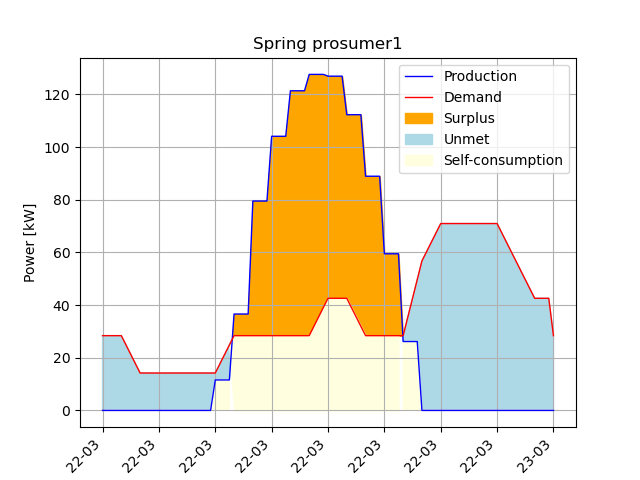 Spring prosumer1
Production
Demand
Surplus
Unmet
Self-consumption
Power [kW]
120
100
80
60
40
20
0
22-03
22-03
22-03
22-03
22-03
22-03
22-03
22-03
23-03